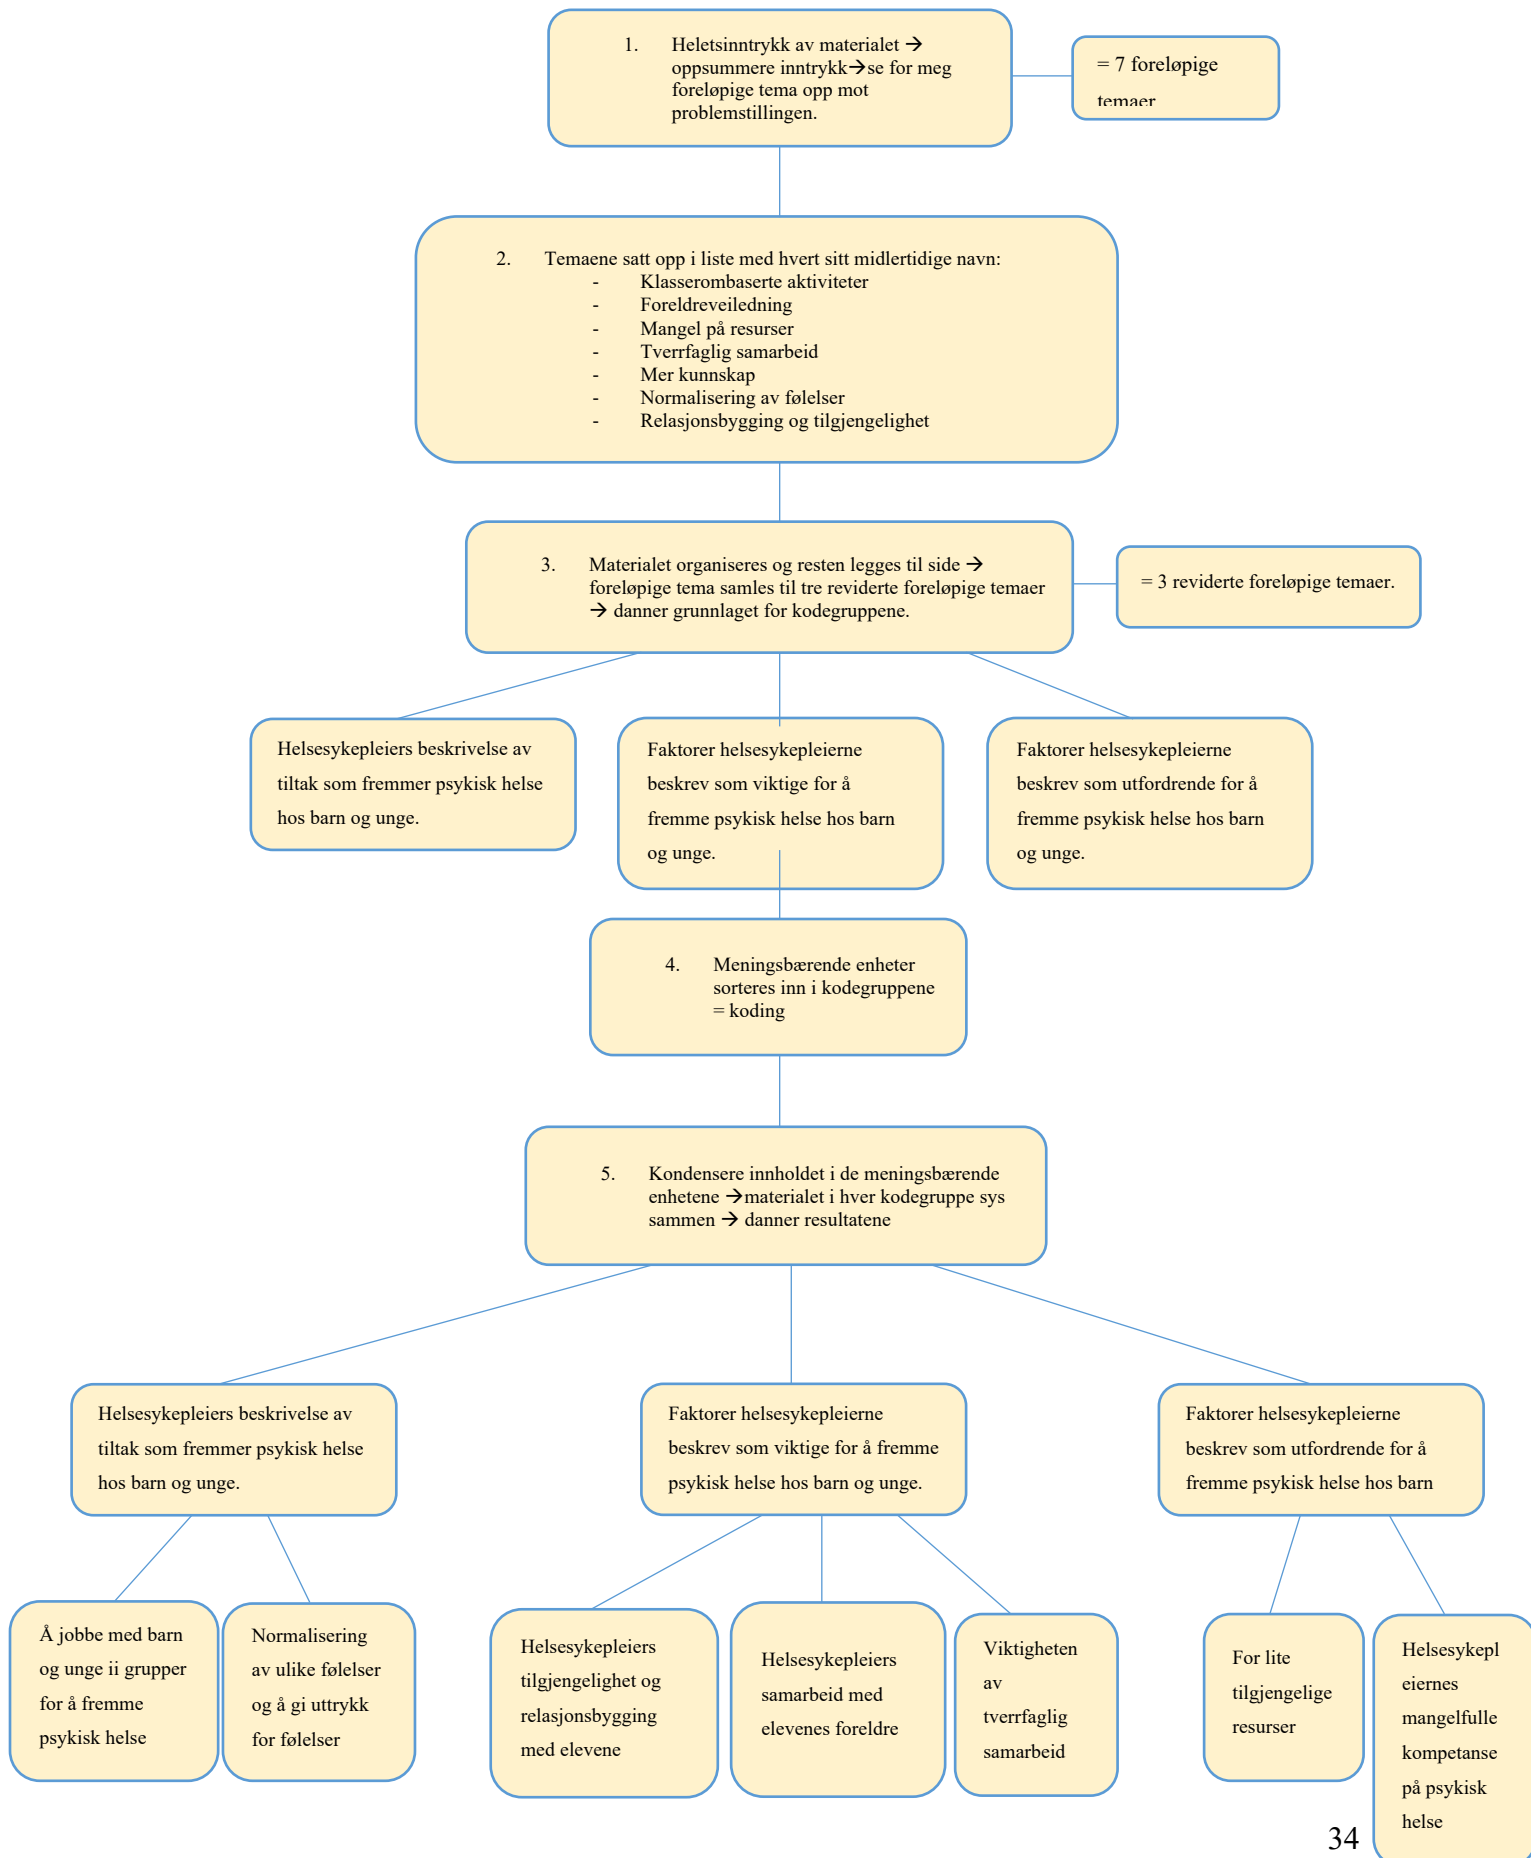 1. Heletsinntrykk av materialet →
oppsummere inntrykk→se for meg
foreløpige tema opp mot
problemstillingen.
= 7 foreløpige
temaer
2. Temaene satt opp i liste med hvert sitt midlertidige navn:
- Klasserombaserte aktiviteter
- Foreldreveiledning
- Mangel på resurser
- Tverrfaglig samarbeid
- Mer kunnskap
- Normalisering av følelser
- Relasjonsbygging og tilgjengelighet
3. Materialet organiseres og resten legges til side →
foreløpige tema samles til tre reviderte foreløpige temaer
→ danner grunnlaget for kodegruppene.
= 3 reviderte foreløpige temaer.
Helsesykepleiers beskrivelse av
tiltak som fremmer psykisk helse
hos barn og unge.
Faktorer helsesykepleierne
beskrev som viktige for å
fremme psykisk helse hos barn
og unge.
Faktorer helsesykepleierne
beskrev som utfordrende for å
fremme psykisk helse hos barn
og unge.
4. Meningsbærende enheter
sorteres inn i kodegruppene
= koding
5. Kondensere innholdet i de meningsbærende
enhetene →materialet i hver kodegruppe sys
sammen → danner resultatene
Helsesykepleiers beskrivelse av
tiltak som fremmer psykisk helse
hos barn og unge.
Faktorer helsesykepleierne
beskrev som viktige for å fremme
psykisk helse hos barn og unge.
Faktorer helsesykepleierne
beskrev som utfordrende for å
fremme psykisk helse hos barn
Å jobbe med barn
og unge ii grupper
for å fremme
psykisk helse
Normalisering
av ulike følelser
og å gi uttrykk
for følelser
Helsesykepleiers
tilgjengelighet og
relasjonsbygging
med elevene
Helsesykepleiers
samarbeid med
elevenes foreldre
Viktigheten
av
tverrfaglig
samarbeid
For lite
tilgjengelige
resurser
Helsesykepl
eiernes
mangelfulle
kompetanse
på psykisk
helse
34